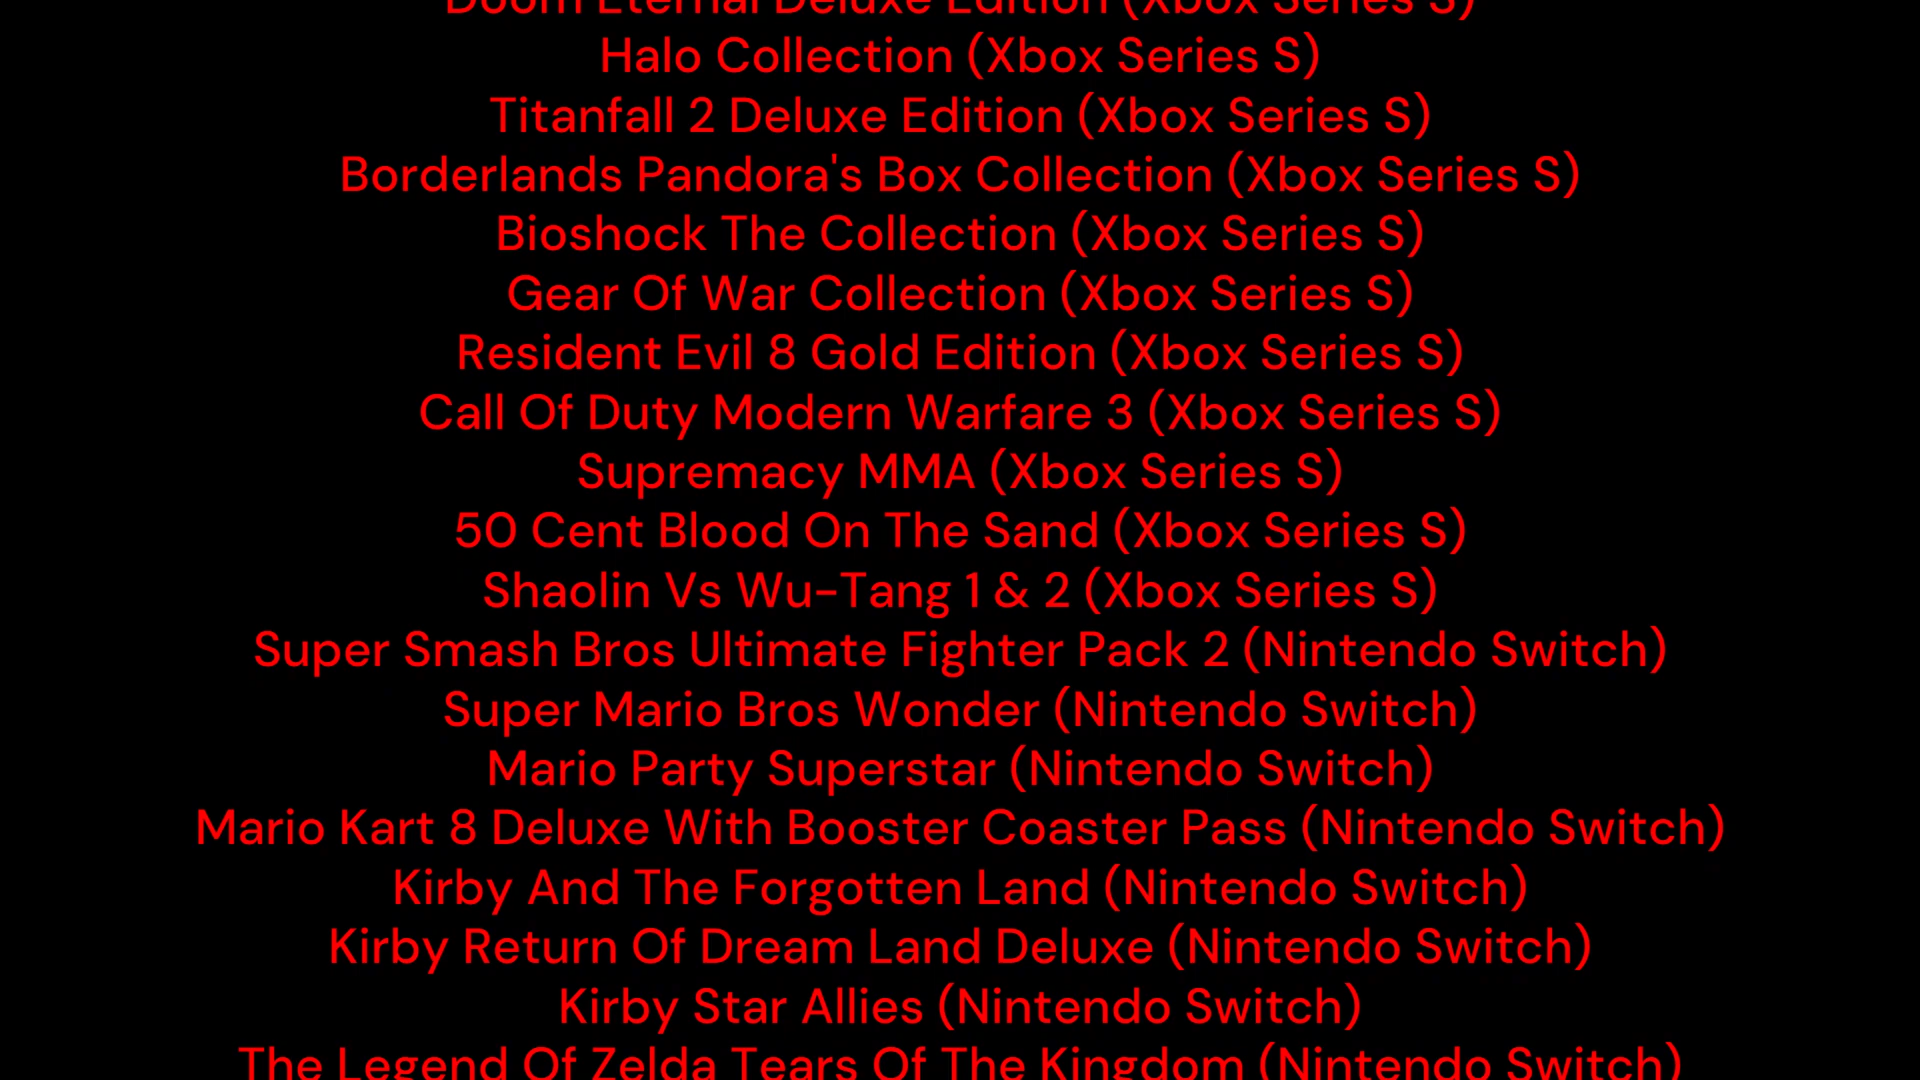 Doom Eternal Deluxe Edition (Xbox Series S)
Halo Collection (Xbox Series S)
Titanfall 2 Deluxe Edition (Xbox Series S)
Borderlands Pandora's Box Collection (Xbox Series S)
Bioshock The Collection (Xbox Series S)
Gear Of War Collection (Xbox Series S)
Resident Evil 8 Gold Edition (Xbox Series S)
Call Of Duty Modern Warfare 3 (Xbox Series S)
Supremacy MMA (Xbox Series S)
50 Cent Blood On The Sand (Xbox Series S)
Shaolin Vs Wu-Tang 1 & 2 (Xbox Series S)
Super Smash Bros Ultimate Fighter Pack 2 (Nintendo Switch)
Super Mario Bros Wonder (Nintendo Switch)
Mario Party Superstar (Nintendo Switch)
Mario Kart 8 Deluxe With Booster Coaster Pass (Nintendo Switch)
Kirby And The Forgotten Land (Nintendo Switch)
Kirby Return Of Dream Land Deluxe (Nintendo Switch)
Kirby Star Allies (Nintendo Switch)
The Legend Of Zelda Tears Of The Kingdom (Nintendo Switch)